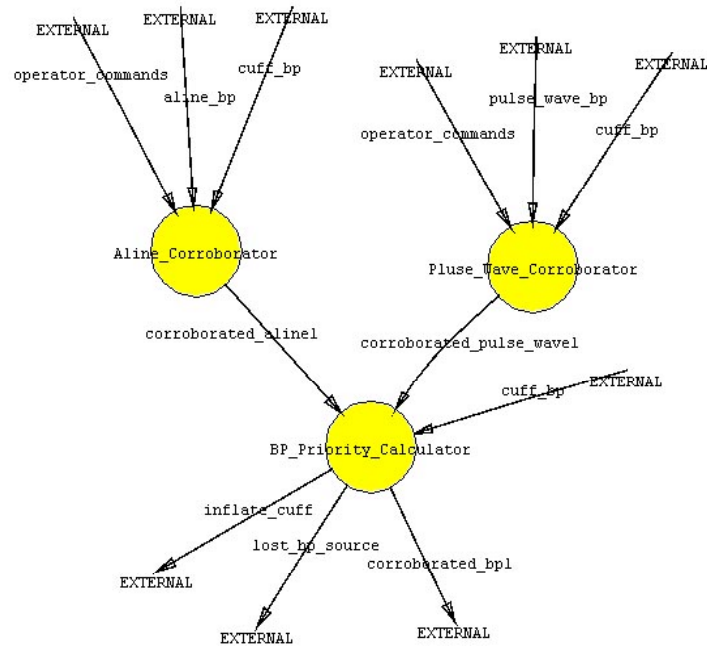 EXTERNAL
EXTERNAL
EXTERNAL
operator_commands
aline_bp
cuff_bp
EXTERNAL
EXTERNAL
EXTERNAL
operator_commands
pulse_wave_bp
cuff_bp
Aline_Corroborator
Pluse_Wave_Corroborator
corroborated_aline1
corroborated_pulse_wave1
cuff_bp
EXTERNAL
BP_Priority_Calculator
inflate_cuff
lost_bp_source
corroborated_bp1
EXTERNAL
EXTERNAL
EXTERNAL